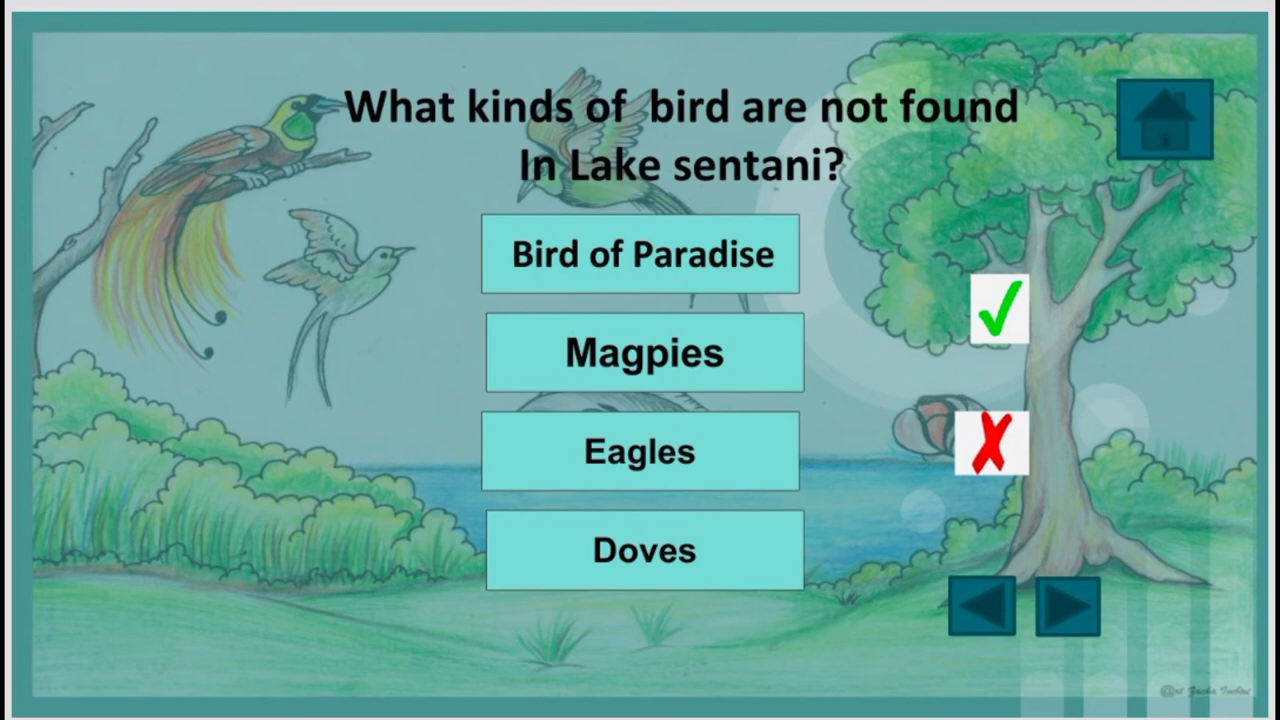 What kinds of  bird are not found
In Lake sentani?
Bird of Paradise
Magpies
Eagles
Doves